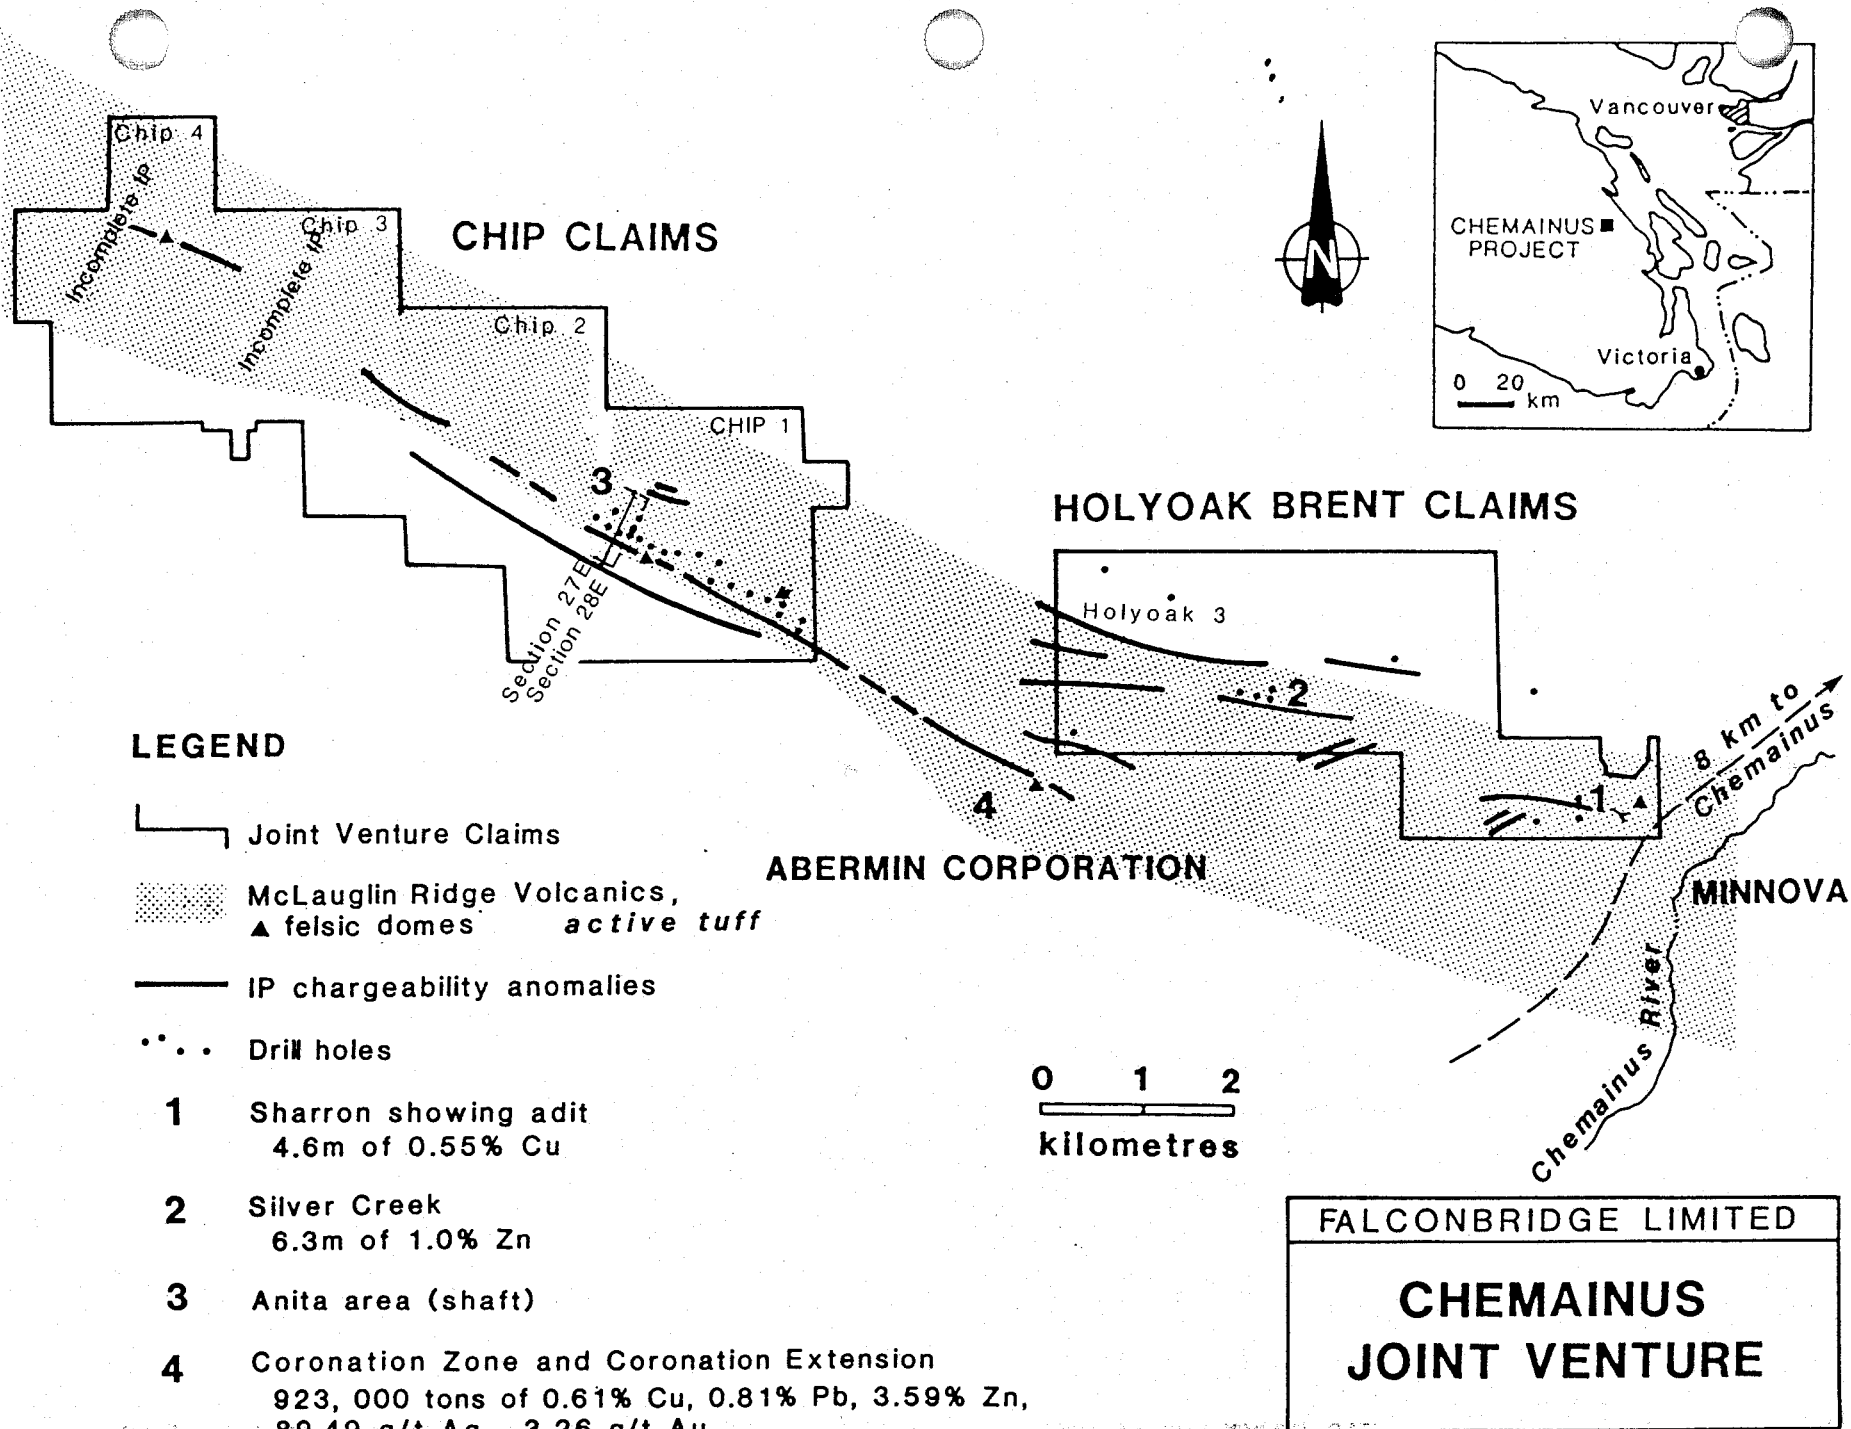 Chip 4
Incomplete IP
Chip 3
Incomplete IP
CHIP CLAIMS
Chip 2
CHIP 1
3
Section 27E
Section 28E
N
Vancouver
CHEMAINUS
PROJECT
Victoria
0 20
km
HOLYOAK BRENT CLAIMS
Holyoak 3
2
1
4
8 km to
Chemainus
ABERMIN CORPORATION
MINNOVA
Chemainus River
LEGEND
Joint Venture Claims
McLauglin Ridge Volcanics,
▲ felsic domes active tuff
IP chargeability anomalies
Drill holes
1 Sharron showing adit
4.6m of 0.55% Cu
2 Silver Creek
6.3m of 1.0% Zn
3 Anita area (shaft)
4 Coronation Zone and Coronation Extension
923,000 tons of 0.61% Cu, 0.81% Pb, 3.59% Zn,
0 1 2
kilometres
FALCONBRIDGE LIMITED
CHEMAINUS
JOINT VENTURE